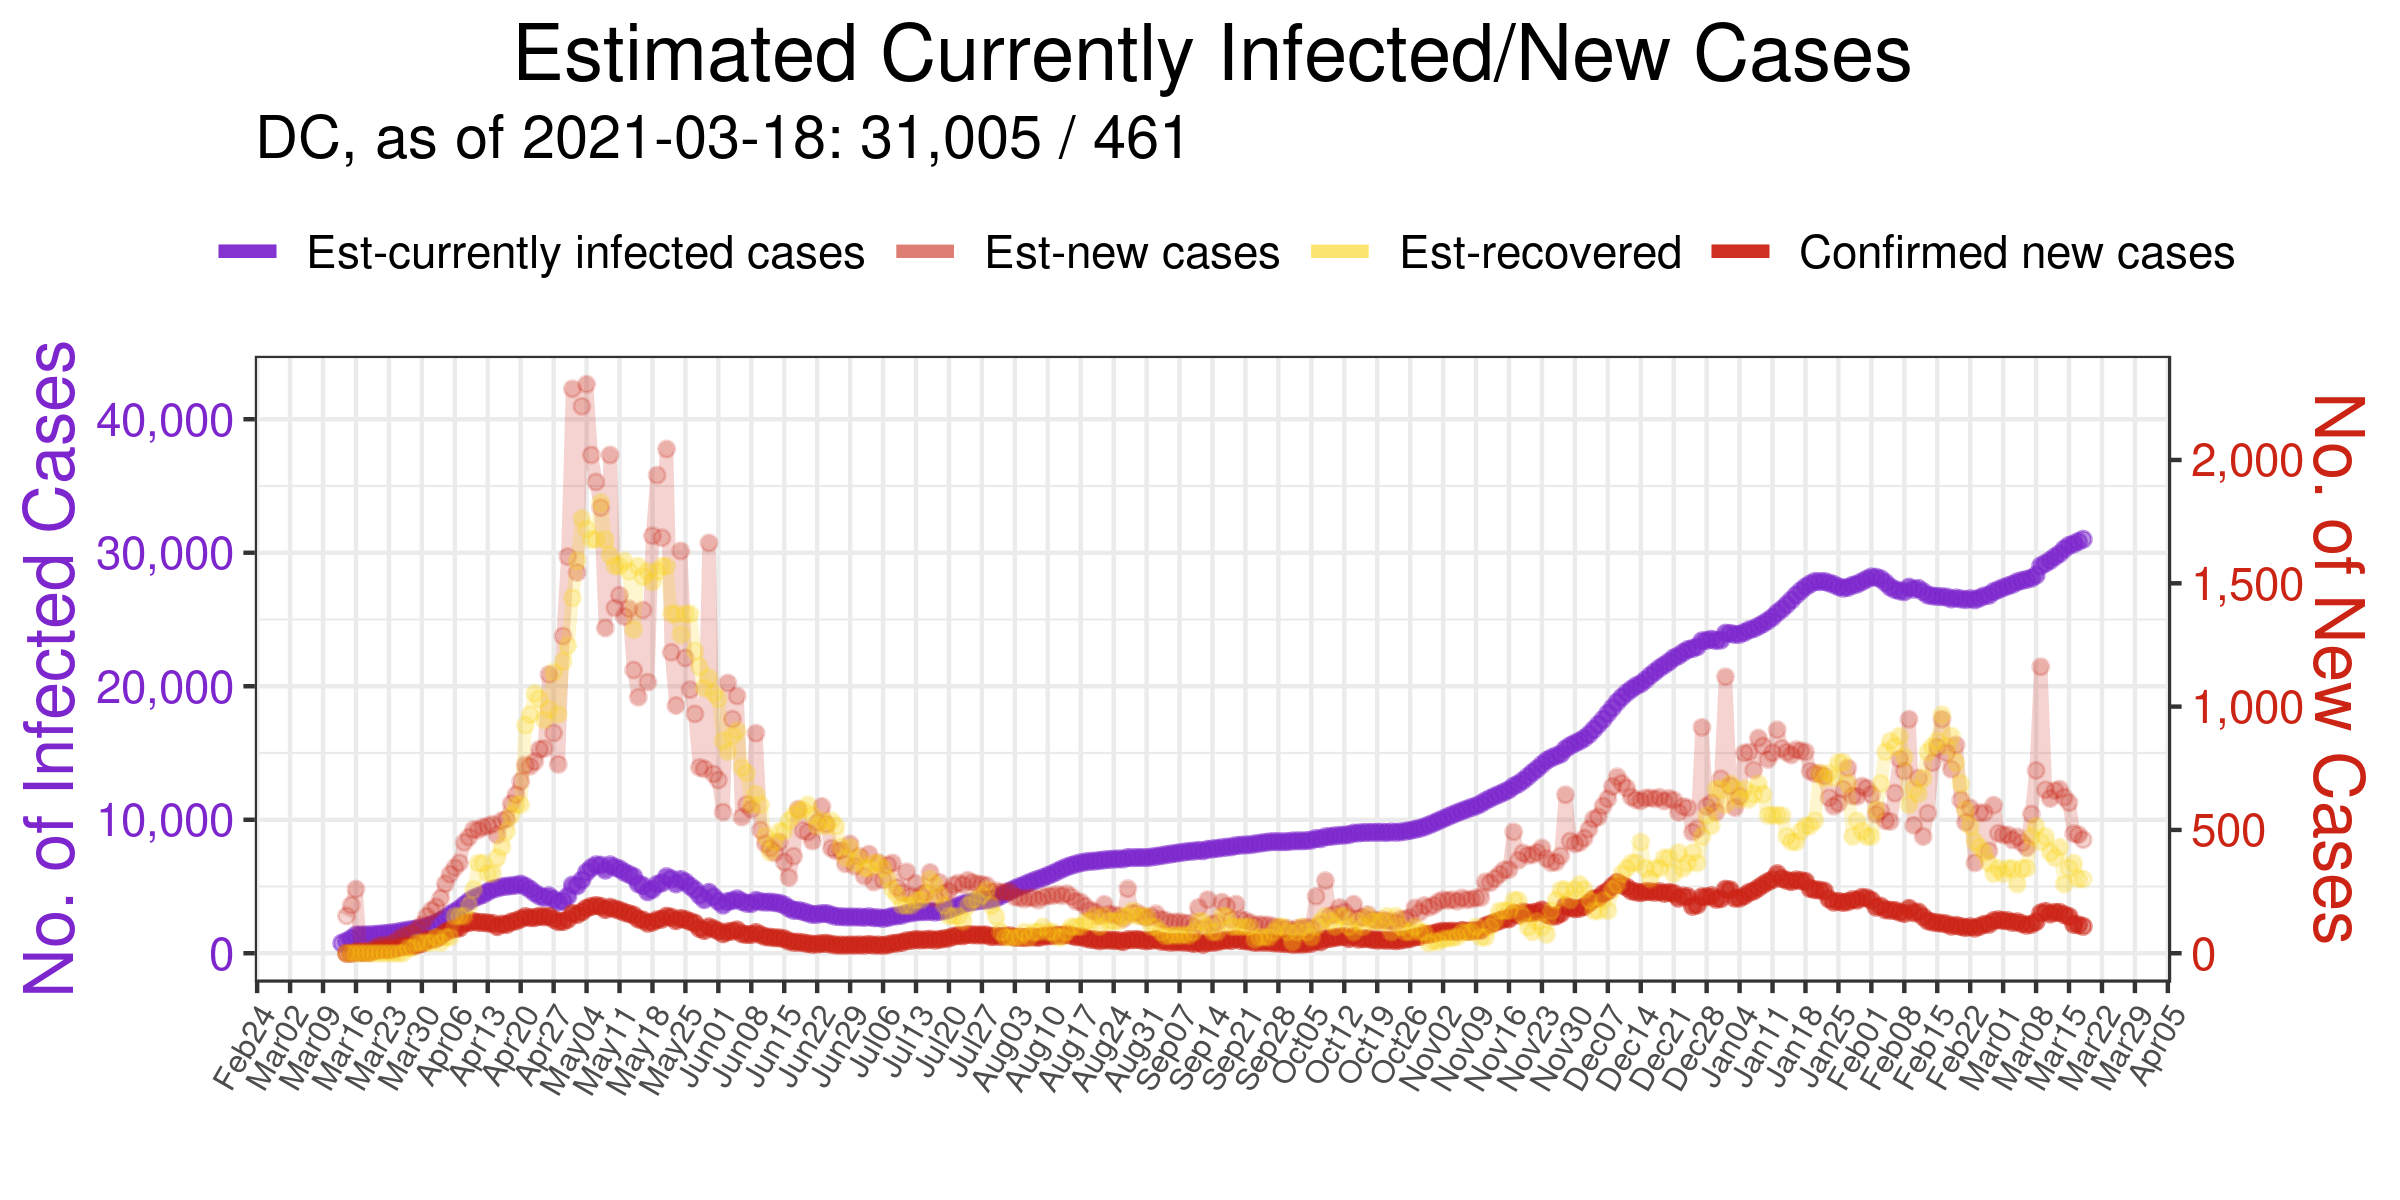 Estimated Currently Infected/New Cases
DC, as of 2021-03-18: 31,005 / 461
Est-currently infected cases Est-new cases Est-recovered Confirmed new cases
No. of Infected Cases
40,000
30,000
20,000
10,000
0
2,000
1,500
1,000
500
0
No. of New Cases
Feb24 Mar02 Mar09 Mar16 Mar23 Mar30 Apr06 Apr13 Apr20 Apr27 May04 May11 May18 May25 Jun01 Jun08 Jun15 Jun22 Jun29 Jul06 Jul13 Jul20 Jul27 Aug03 Aug10 Aug17 Aug24 Aug31 Sep07 Sep14 Sep21 Sep28 Oct05 Oct12 Oct19 Oct26 Nov02 Nov09 Nov16 Nov23 Nov30 Dec07 Dec14 Dec21 Dec28 Jan04 Jan11 Jan18 Jan25 Feb01 Feb08 Feb15 Feb22 Mar01 Mar08 Mar15 Mar22 Mar29 Apr05